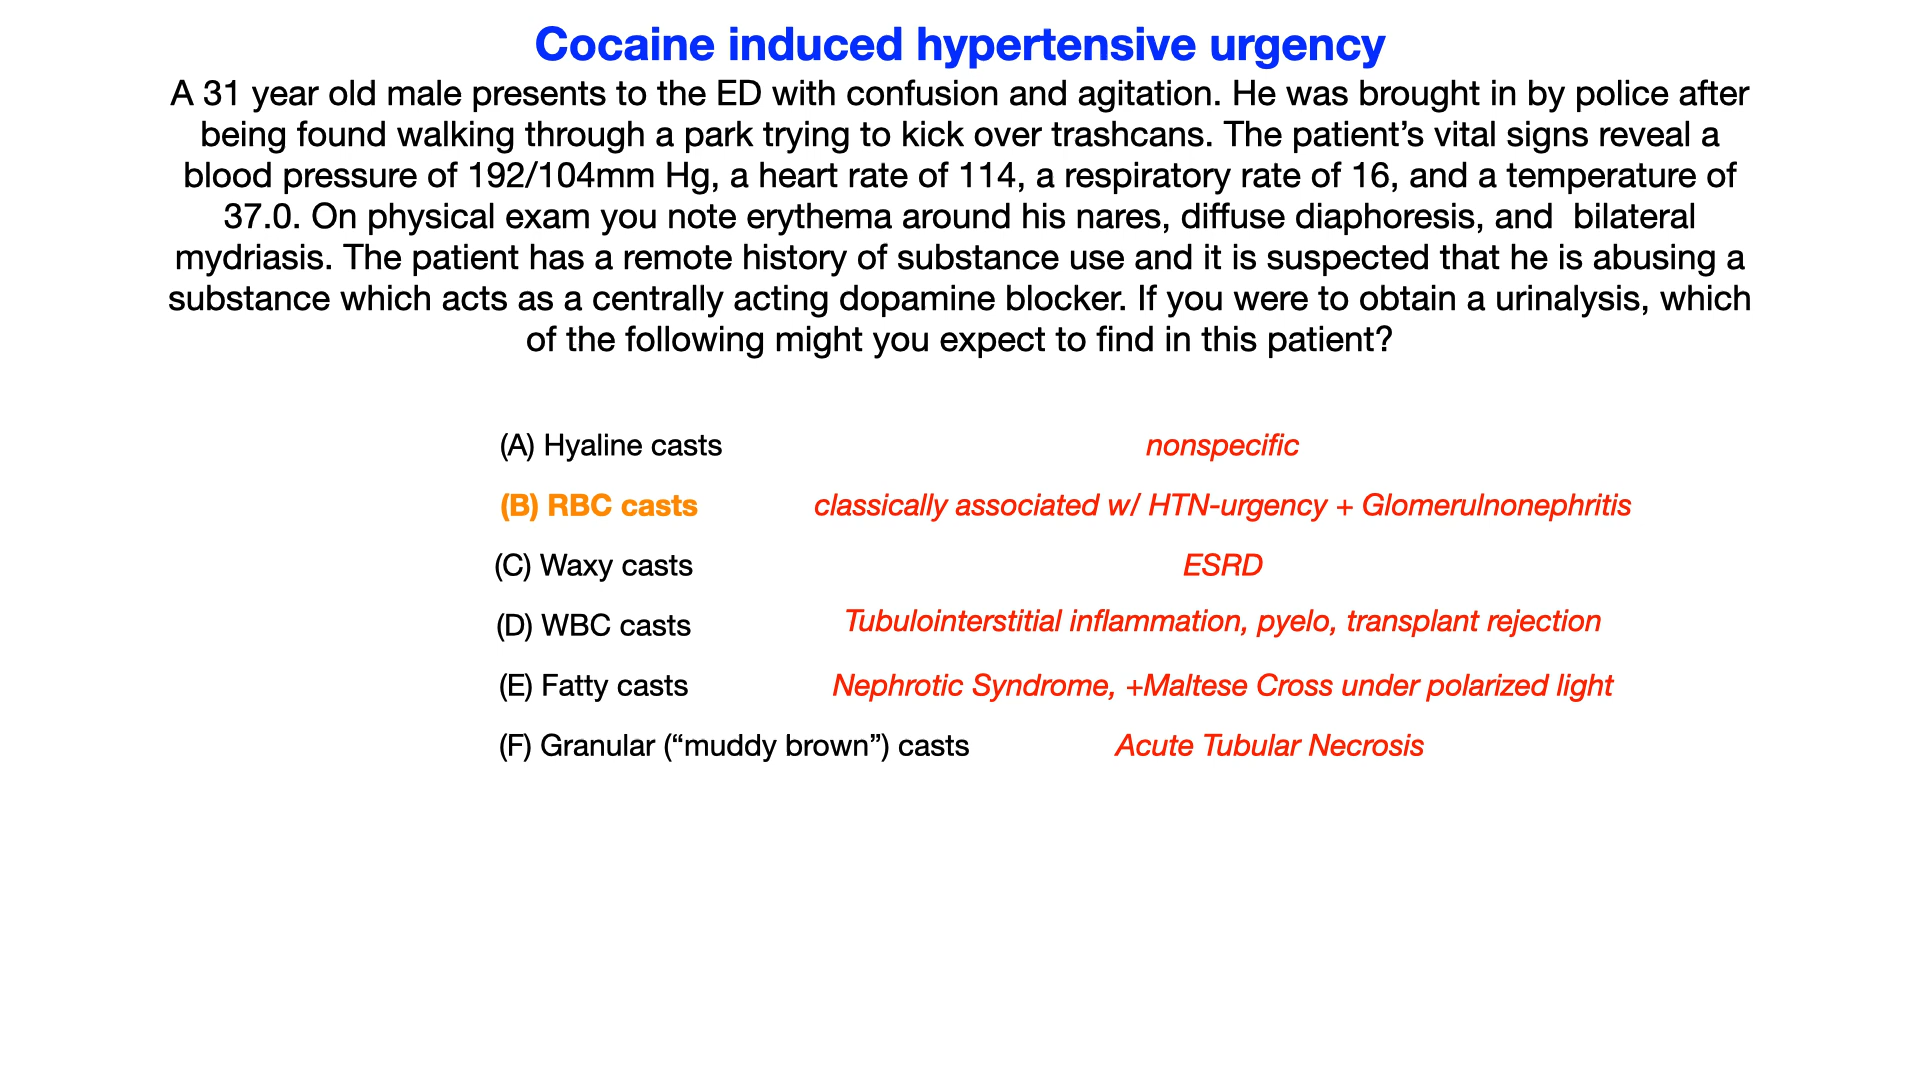 Cocaine induced hypertensive urgency
A 31 year old male presents to the ED with confusion and agitation. He was brought in by police after
being found walking through a park trying to kick over trashcans. The patient’s vital signs reveal a
blood pressure of 192/104mm Hg, a heart rate of 114, a respiratory rate of 16, and a temperature of
37.0. On physical exam you note erythema around his nares, diffuse diaphoresis, and  bilateral
mydriasis. The patient has a remote history of substance use and it is suspected that he is abusing a
substance which acts as a centrally acting dopamine blocker. If you were to obtain a urinalysis, which
of the following might you expect to find in this patient?
(A) Hyaline casts nonspecific
(B) RBC casts classically associated w/ HTN-urgency + Glomerulnonephritis
(C) Waxy casts ESRD
(D) WBC casts Tubulointerstitial inflammation, pyelo, transplant rejection
(E) Fatty casts Nephrotic Syndrome, +Maltese Cross under polarized light
(F) Granular (“muddy brown”) casts Acute Tubular Necrosis